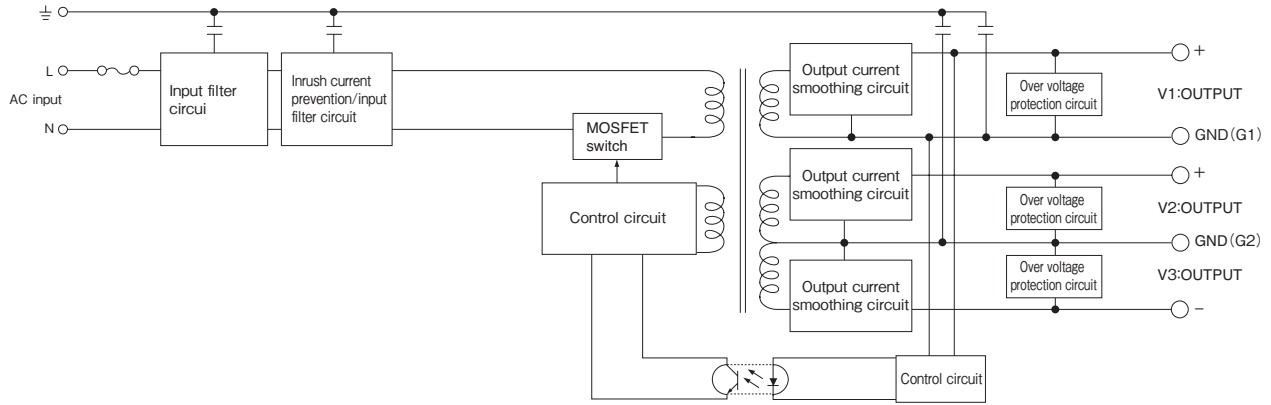 L
AC input
N
Input filter
circui
Inrush current
prevention/input
filter circuit
MOSFET
switch
Control circuit
Output current
smoothing circuit
Over voltage
protection circuit
+
V1:OUTPUT
GND(G1)
Output current
smoothing circuit
Over voltage
protection circuit
+
V2:OUTPUT
GND(G2)
Output current
smoothing circuit
Over voltage
protection circuit
V3:OUTPUT
-
Control circuit